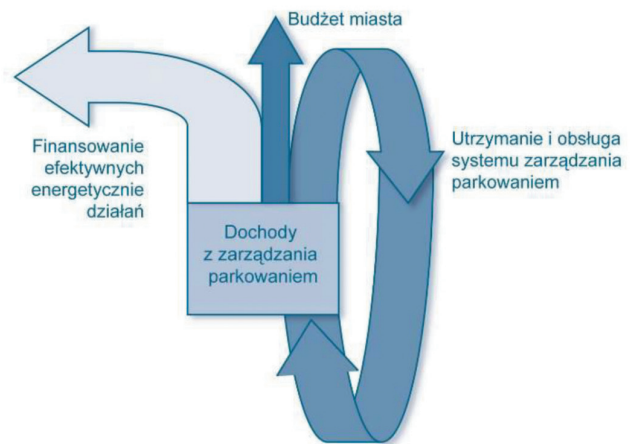 Budżet miasta
Finansowanie
efektywnych
energetycznie
działań
Utrzymanie i obsługa
systemu zarządzania
parkowaniem
Dochody
z zarządzania
parkowaniem